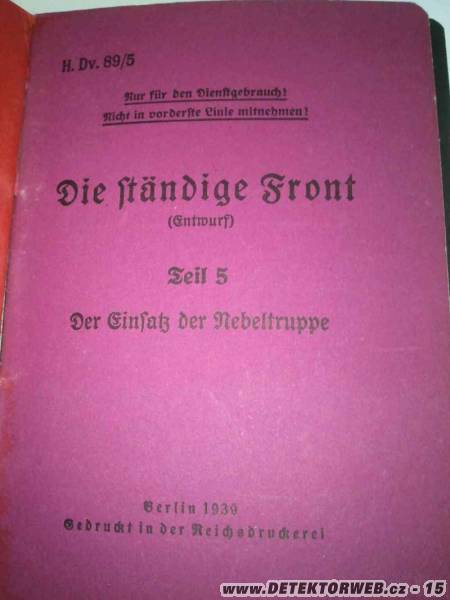 H. Dv. 89/5
Nur für den Dienstgebrauch!
Nicht in vorderste Linie mitnehmen!
Die ständige Front
(Entwurf)
Teil 5
Der Einsatz der Nebeltruppe
Berlin 1939
Gedruckt in der Reichsdruckerei
www.DETEKTORWEB.cz - 15